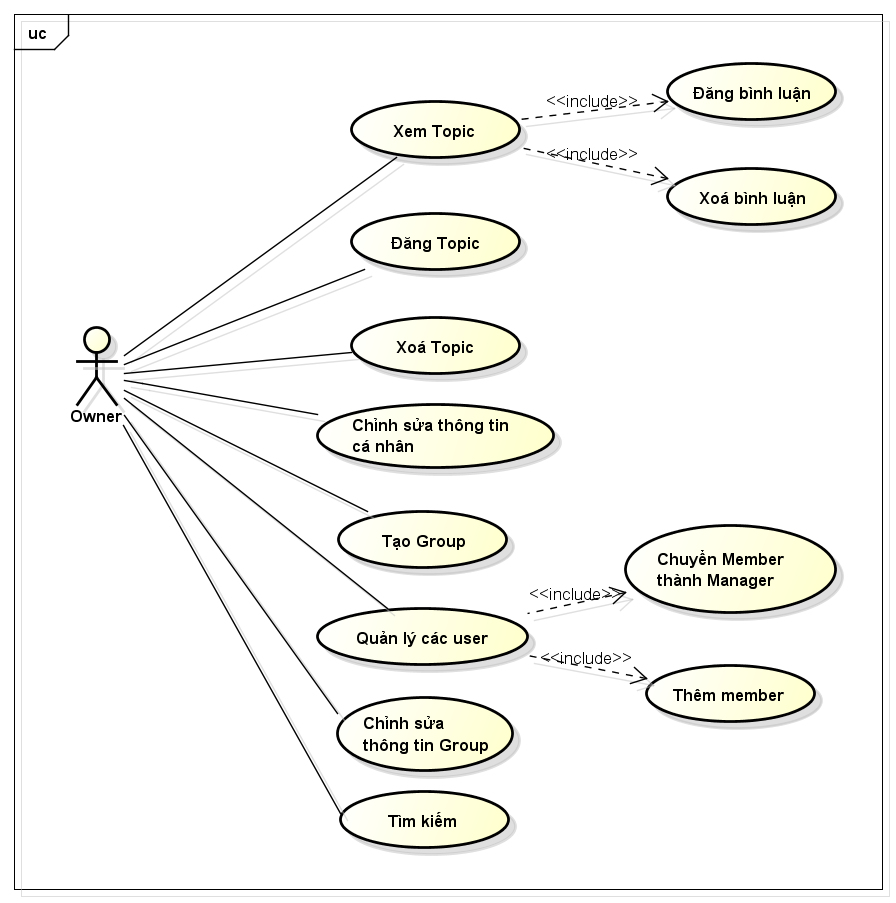 uc
Xem Topic
<<include>>
Đăng bình luận
<<include>>
Xoá bình luận
Đăng Topic
Xoá Topic
Owner
Chỉnh sửa thông tin
cá nhân
Tạo Group
Quản lý các user
<<include>>
Chuyển Member
thành Manager
<<include>>
Thêm member
Chỉnh sửa
thông tin Group
Tìm kiếm